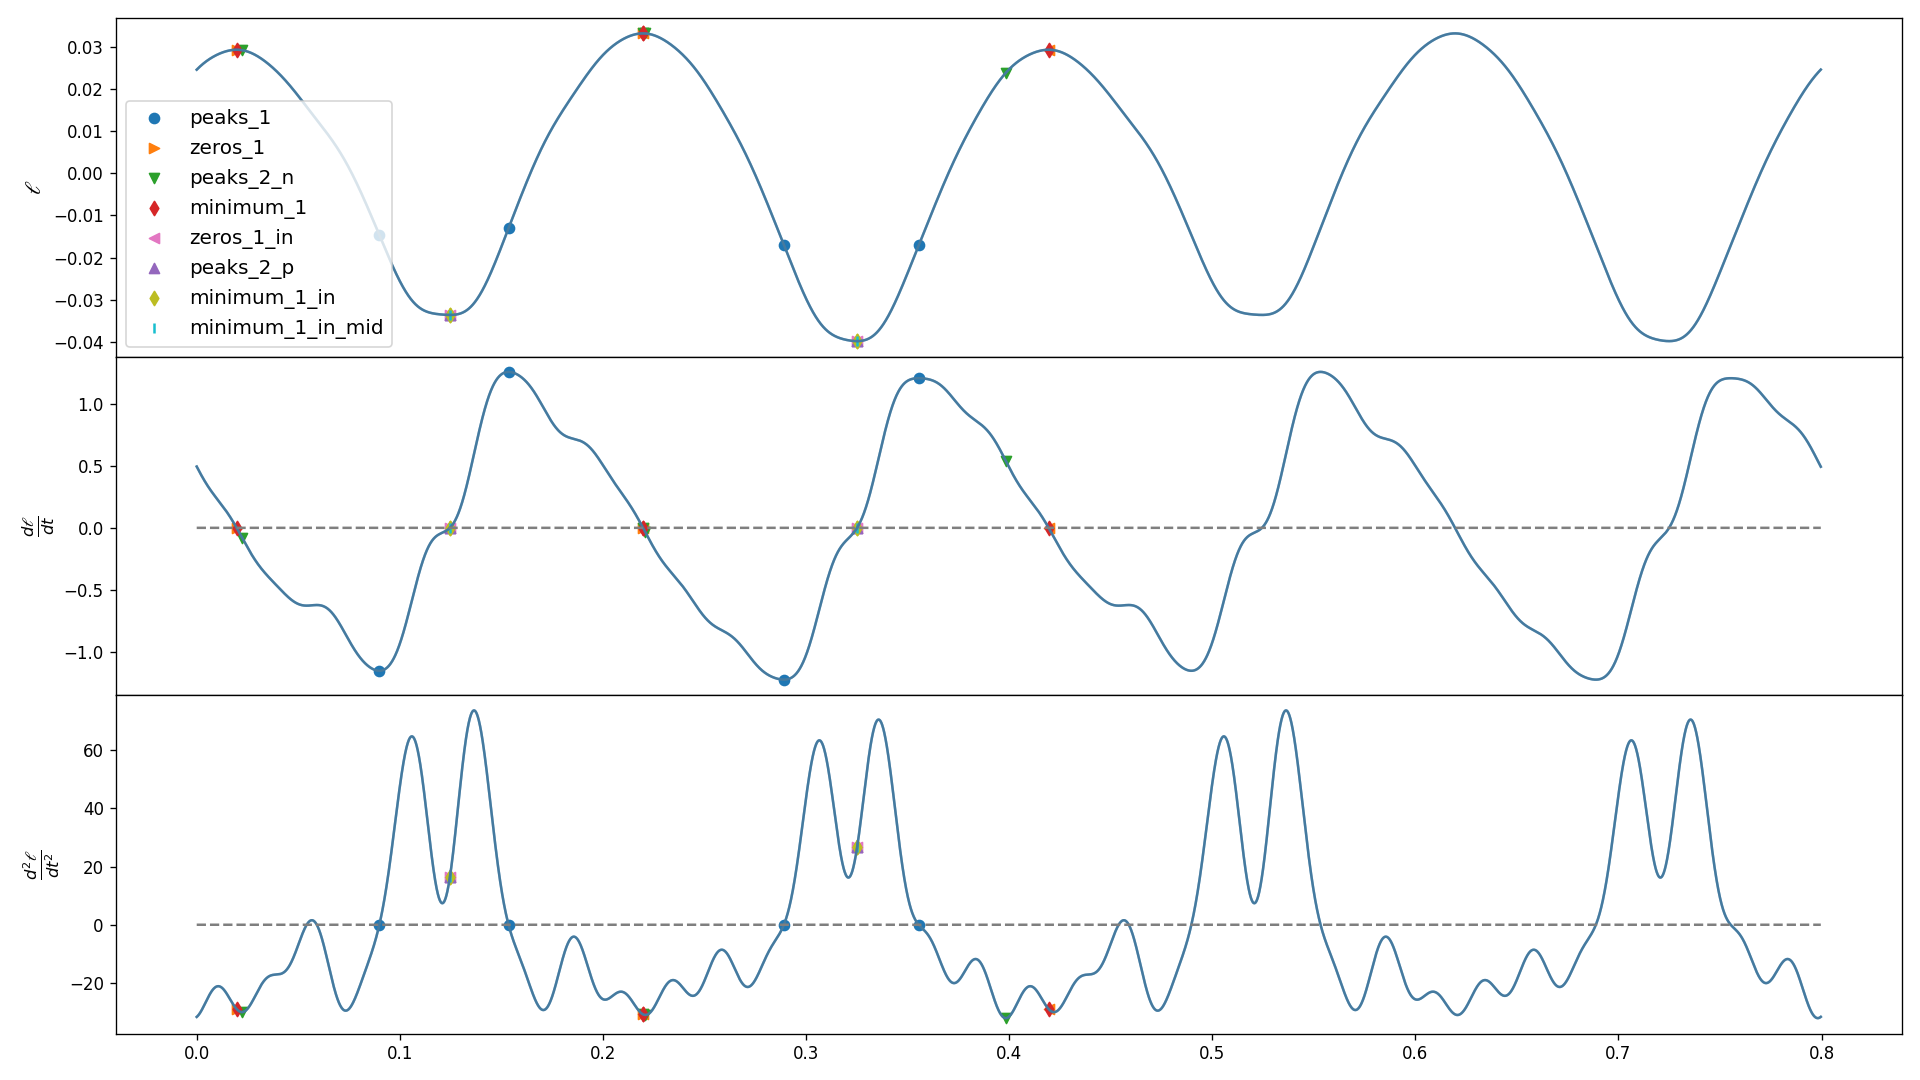 0.03
0.02
0.01
0.00
−0.01
−0.02
−0.03
−0.04
ℓ
peaks_1
zeros_1
peaks_2_n
minimum_1
zeros_1_in
peaks_2_p
minimum_1_in
minimum_1_in_mid
1.0
0.5
0.0
−0.5
−1.0
dℓ
dt
60
40
20
0
−20
d²ℓ
dt²
0.0 0.1 0.2 0.3 0.4 0.5 0.6 0.7 0.8